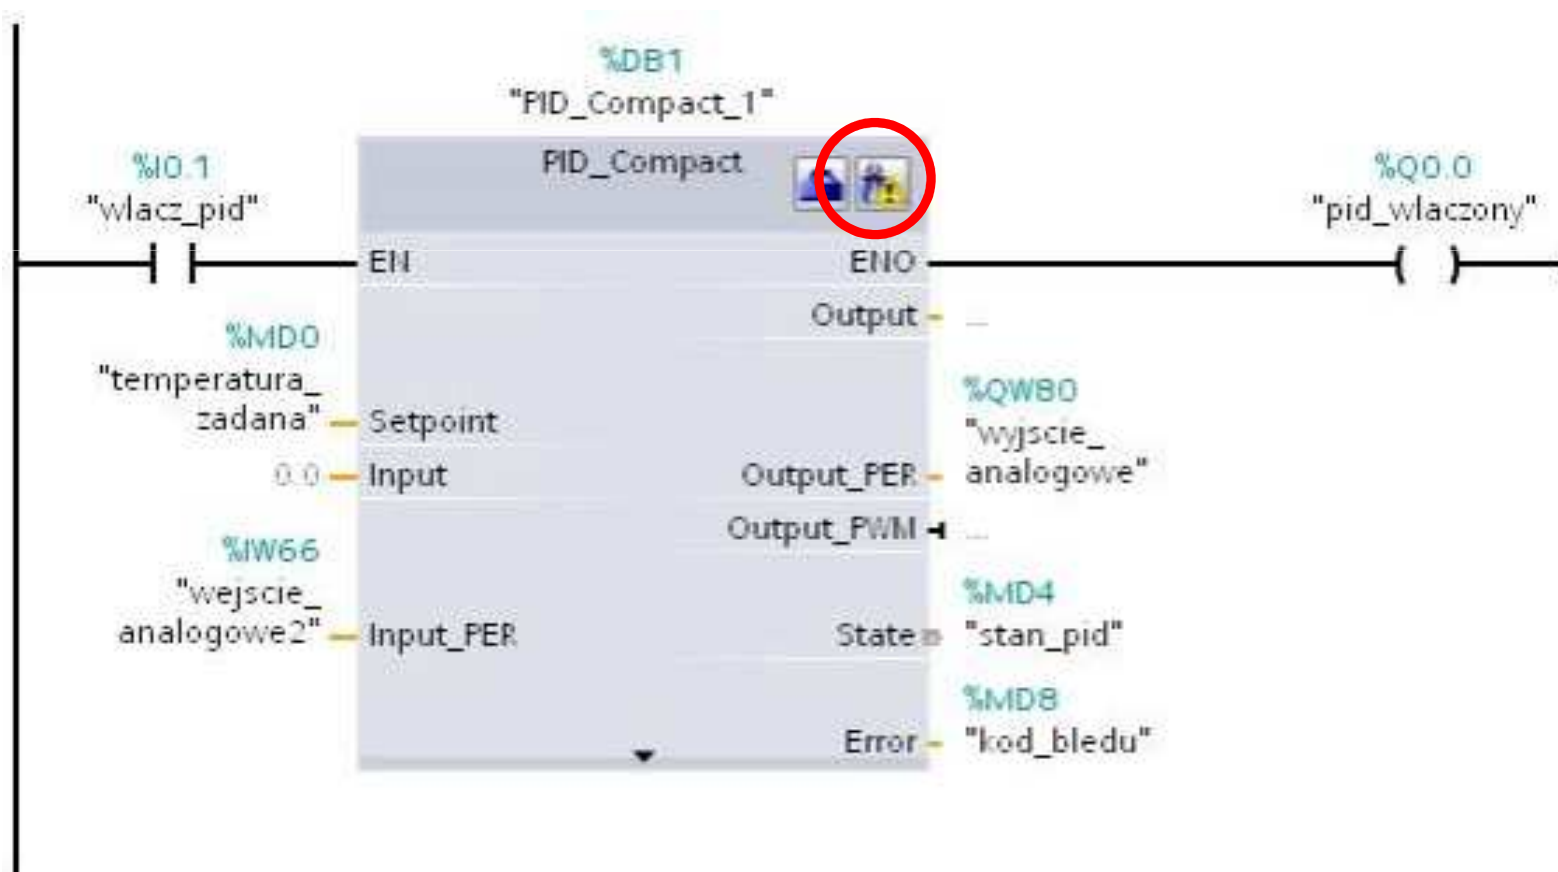 %DB1
"PID_Compact_1"
PID_Compact
%I0.1
"wlacz_pid"
%Q0.0
"pid_wlaczony"
EN
ENO
Output
...
%MD0
"temperatura_
zadana"
Setpoint
0.0
Input
%QW80
"wyjscie_
analogowe"
Output_PER
Output_PWM
...
%IW66
"wejscie_
analogowe2"
Input_PER
%MD4
"stan_pid"
State
%MD8
"kod_bledu"
Error